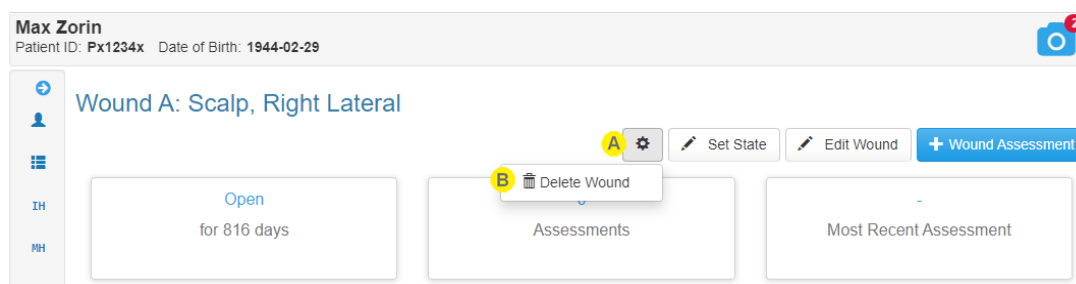 Max Zorin
Patient ID: Px1234x Date of Birth: 1944-02-29
2
Wound A: Scalp, Right Lateral
A Set State Edit Wound + Wound Assessment
B Delete Wound
IH
MH
Open
for 816 days
Assessments
-
Most Recent Assessment